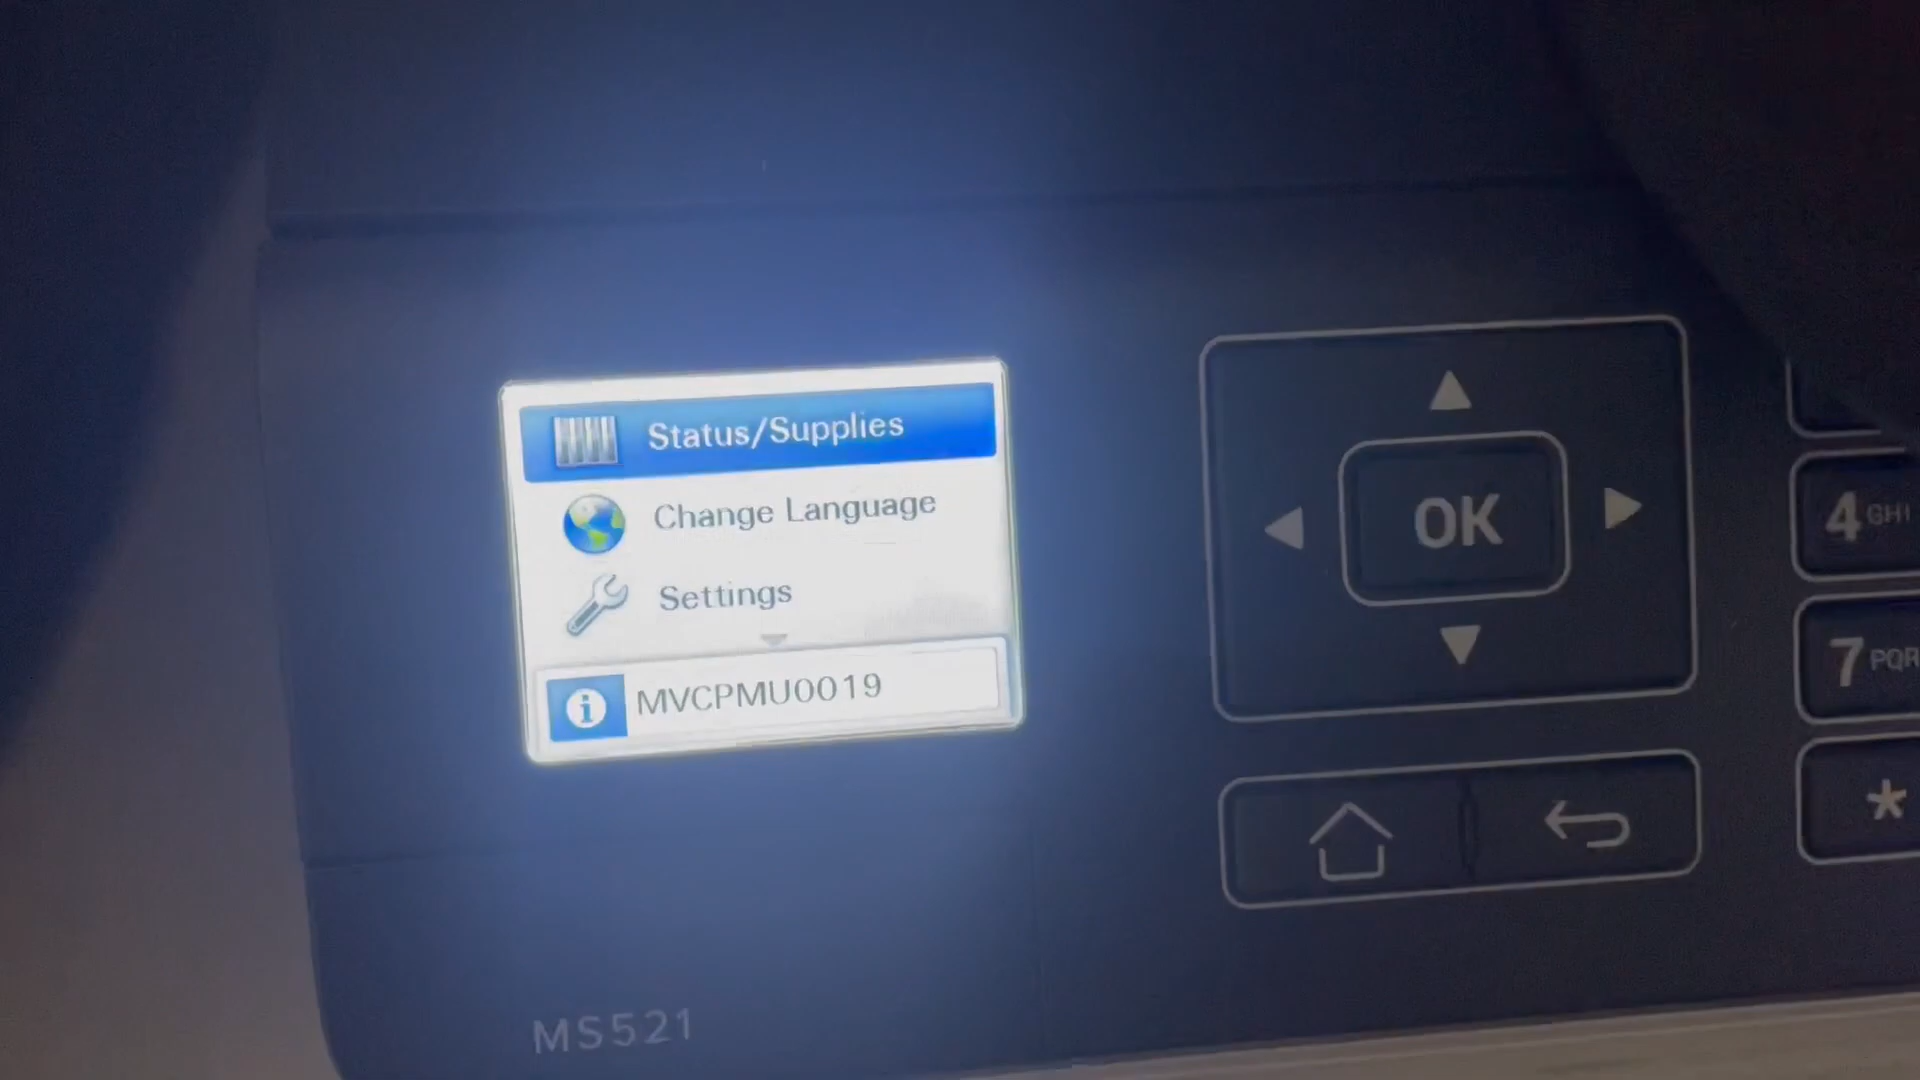 Status/Supplies
Change Language
Settings
i MVCPMU0019
OK
4 GHI
7 PQR
*
MS521